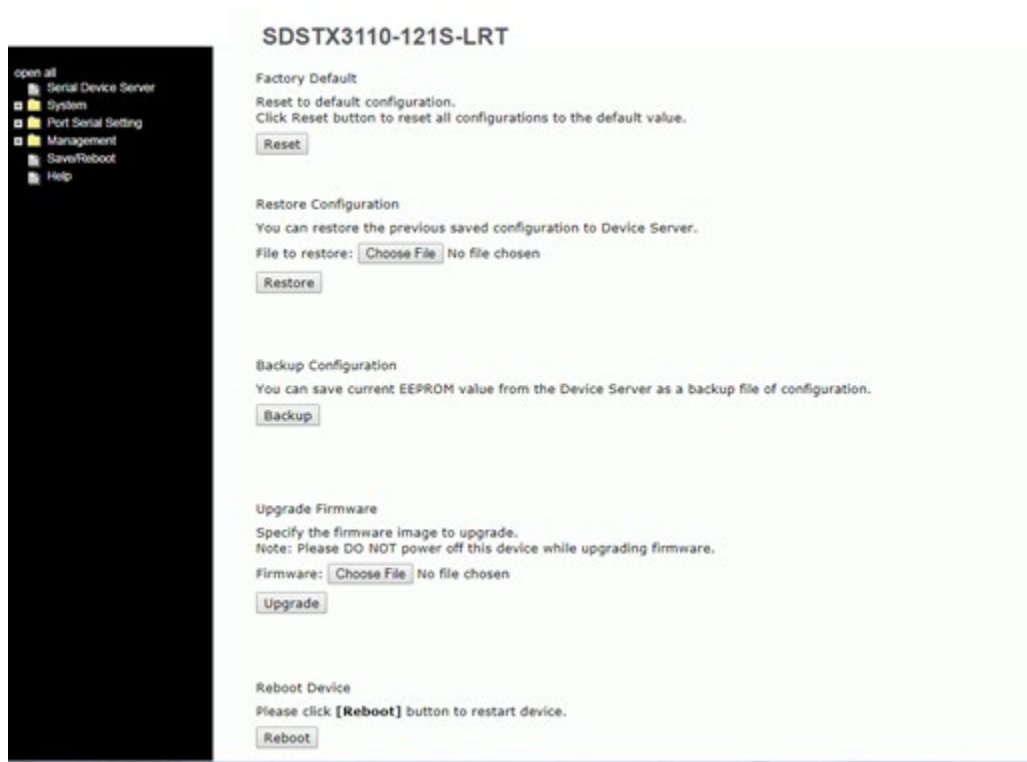 SDSTX3110-121S-LRT
open all
Serial Device Server
System
Port Serial Setting
Management
Save/Reboot
Help
Factory Default
Reset to default configuration.
Click Reset button to reset all configurations to the default value.
Reset
Restore Configuration
You can restore the previous saved configuration to Device Server.
File to restore: Choose File No file chosen
Restore
Backup Configuration
You can save current EEPROM value from the Device Server as a backup file of configuration.
Backup
Upgrade Firmware
Specify the firmware image to upgrade.
Note: Please DO NOT power off this device while upgrading firmware.
Firmware: Choose File No file chosen
Upgrade
Reboot Device
Please click [Reboot] button to restart device.
Reboot